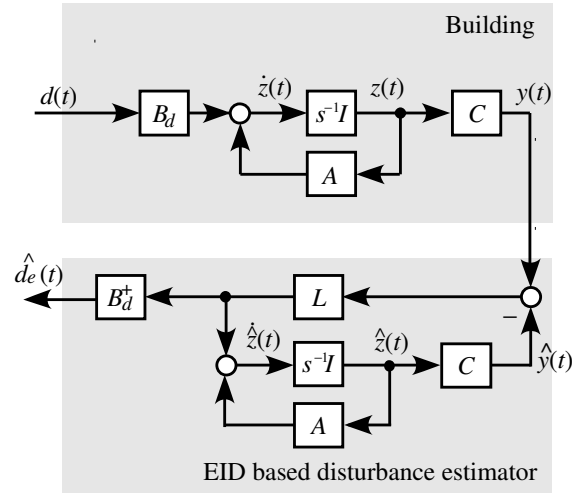 Building
d(t)
B_d
ż(t)
s⁻¹I
z(t)
C
y(t)
A
d̂_e(t)
B_d⁺
L
−
ẑ̇(t)
s⁻¹I
ẑ(t)
C
ŷ(t)
A
EID based disturbance estimator